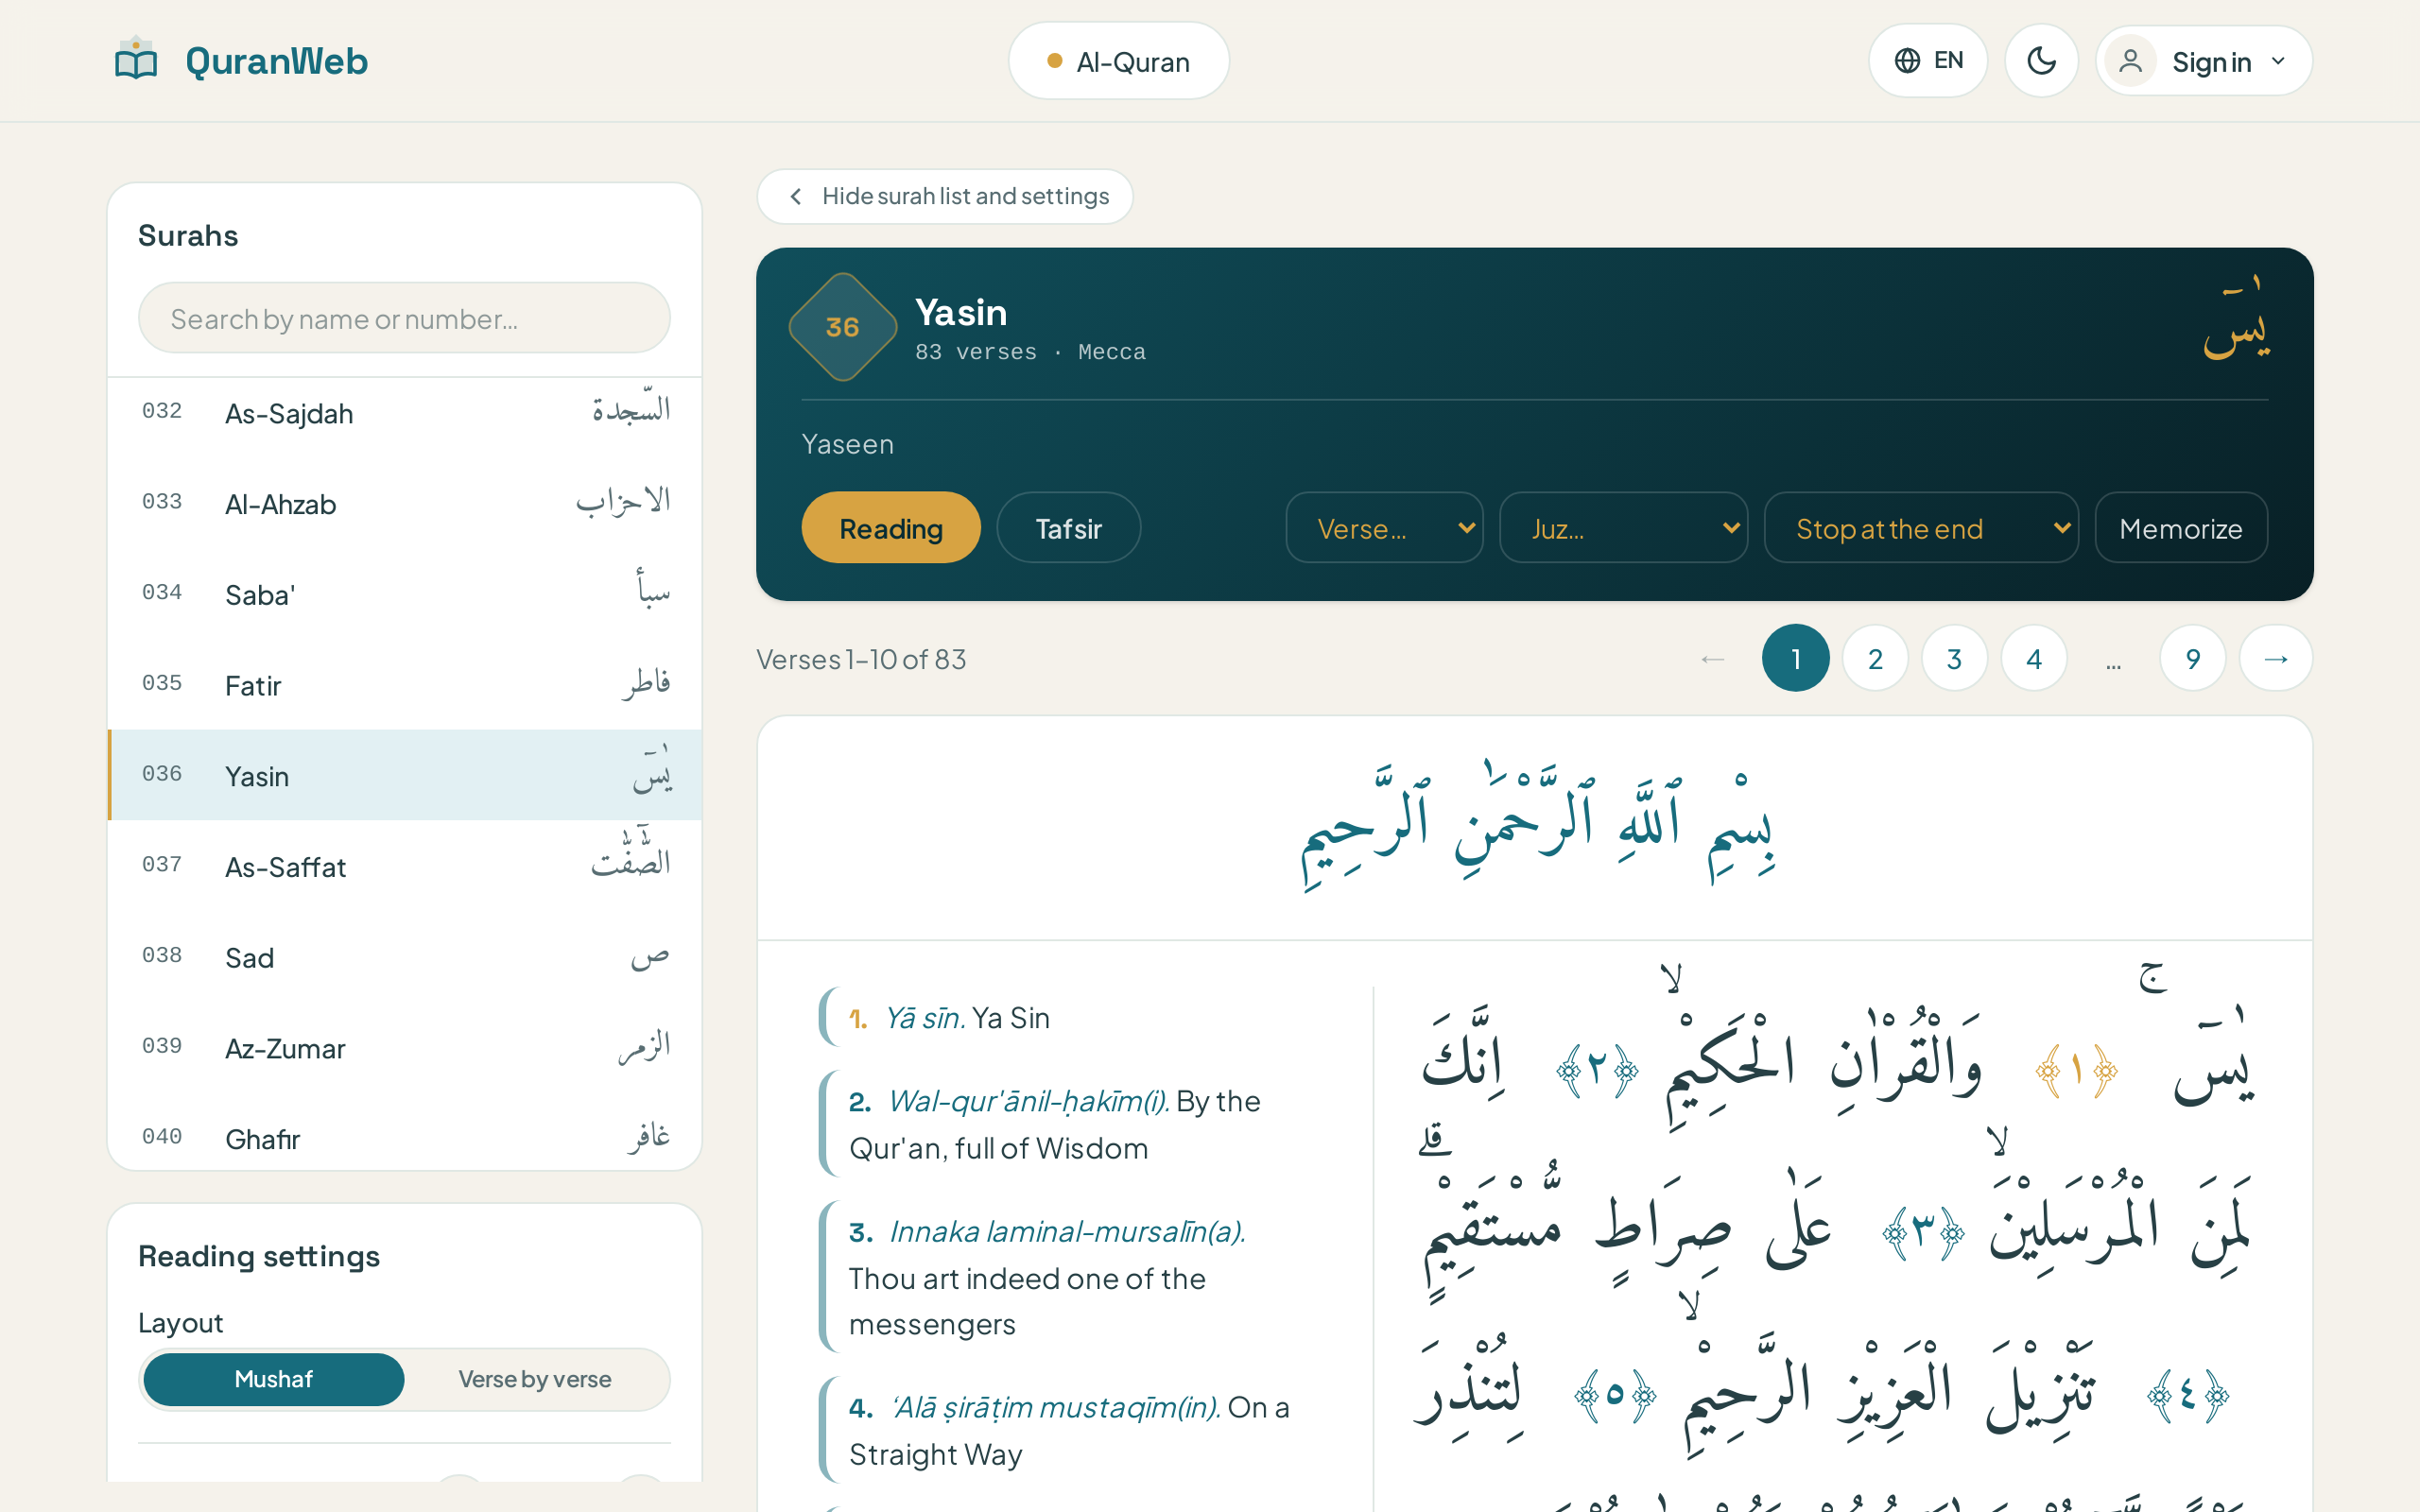 QuranWeb
Al-Quran
EN
Sign in
Surahs
Search by name or number...
032 As-Sajdah السّجدة
033 Al-Ahzab الاحزاب
034 Saba' سبأ
035 Fatir فاطر
036 Yasin يٰسۤ
037 As-Saffat الصّٰۤفّٰت
038 Sad ص
039 Az-Zumar الزمر
040 Ghafir غافر
Reading settings
Layout
Mushaf Verse by verse
Hide surah list and settings
36
Yasin
83 verses · Mecca
يٰسۤ
Yaseen
Reading Tafsir Verse... Juz... Stop at the end Memorize
Verses 1–10 of 83
← 1 2 3 4 ... 9 →
بِسْمِ ٱللَّهِ ٱلرَّحْمَٰنِ ٱلرَّحِيمِ
1. Yā sīn. Ya Sin
2. Wal-qur'ānil-ḥakīm(i). By the
Qur'an, full of Wisdom
3. Innaka laminal-mursalīn(a).
Thou art indeed one of the
messengers
4. ‘Alā ṣirāṭim mustaqīm(in). On a
Straight Way
يٰسۤ ۚ ﴿١﴾ وَالْقُرْاٰنِ الْحَكِيْمِۙ ﴿٢﴾ اِنَّكَ
لَمِنَ الْمُرْسَلِيْنَۙ ﴿٣﴾ عَلٰى صِرَاطٍ مُّسْتَقِيْمٍۗ
﴿٤﴾ تَنْزِيْلَ الْعَزِيْزِ الرَّحِيْمِۙ ﴿٥﴾ لِتُنْذِرَ